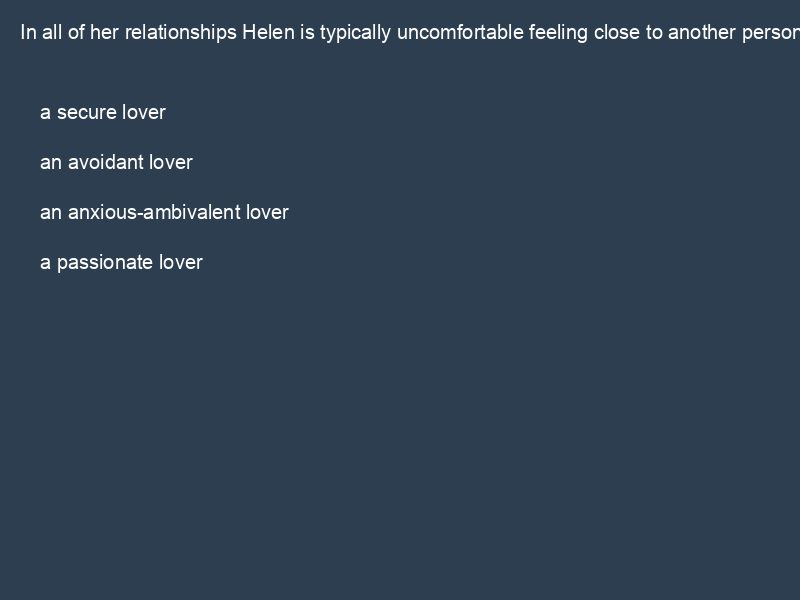 In all of her relationships Helen is typically uncomfortable feeling close to another person
a secure lover
an avoidant lover
an anxious-ambivalent lover
a passionate lover